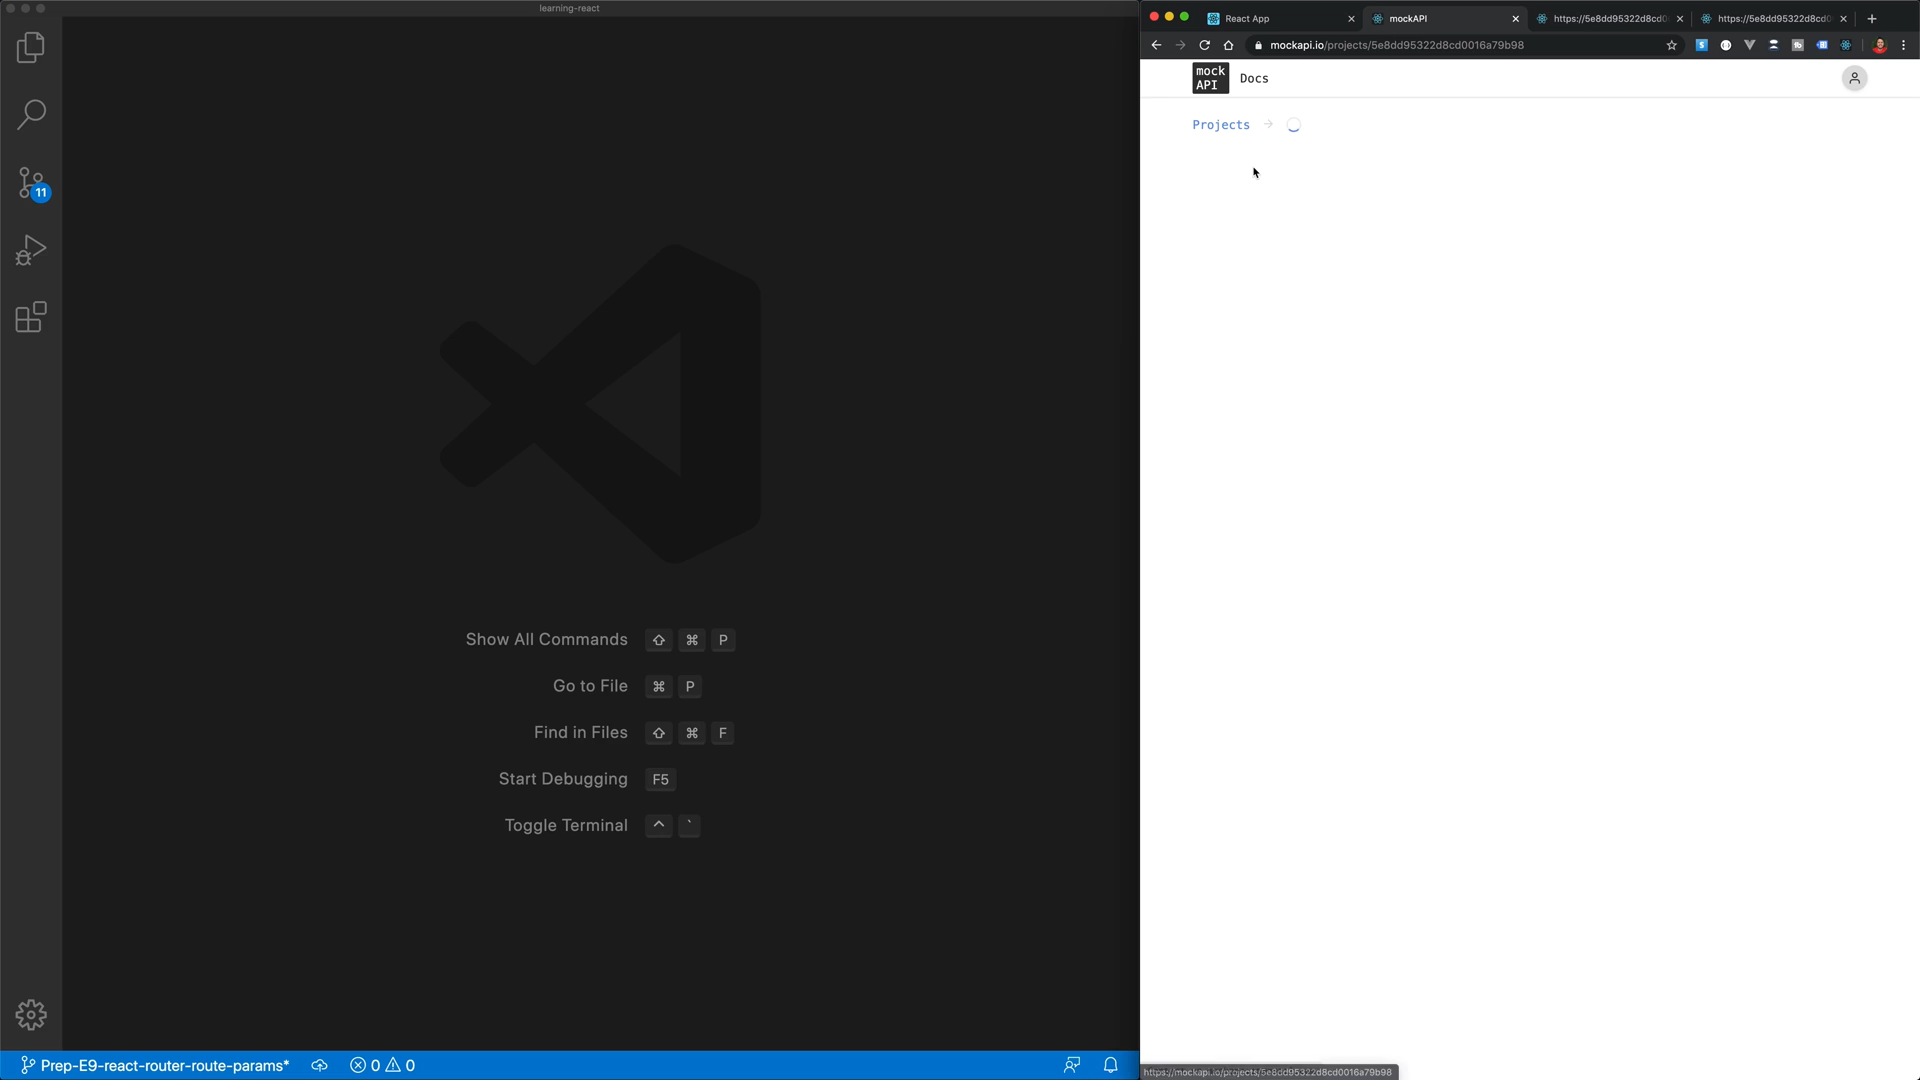 learning-react
11
Show All Commands ⇧ ⌘ P
Go to File ⌘ P
Find in Files ⇧ ⌘ F
Start Debugging F5
Toggle Terminal ^ `
Prep-E9-react-router-route-params* 0 0
React App
mockAPI
https://5e8dd95322d8cd0
https://5e8dd95322d8cd0
mockapi.io/projects/5e8dd95322d8cd0016a79b98
mock
API
Docs
Projects →
https://mockapi.io/projects/5e8dd95322d8cd0016a79b98